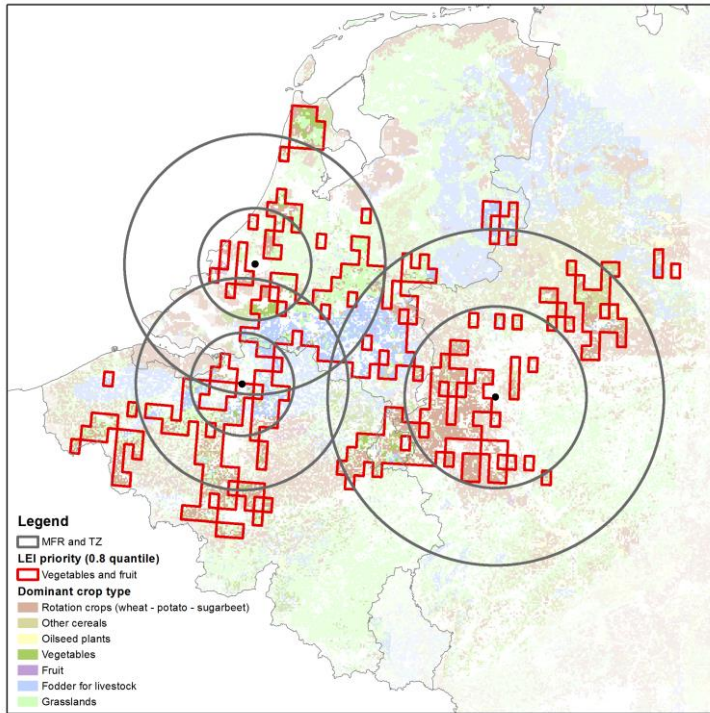 Legend
MFR and TZ
LEI priority (0.8 quantile)
Vegetables and fruit
Dominant crop type
Rotation crops (wheat - potato - sugarbeet)
Other cereals
Oilseed plants
Vegetables
Fruit
Fodder for livestock
Grasslands